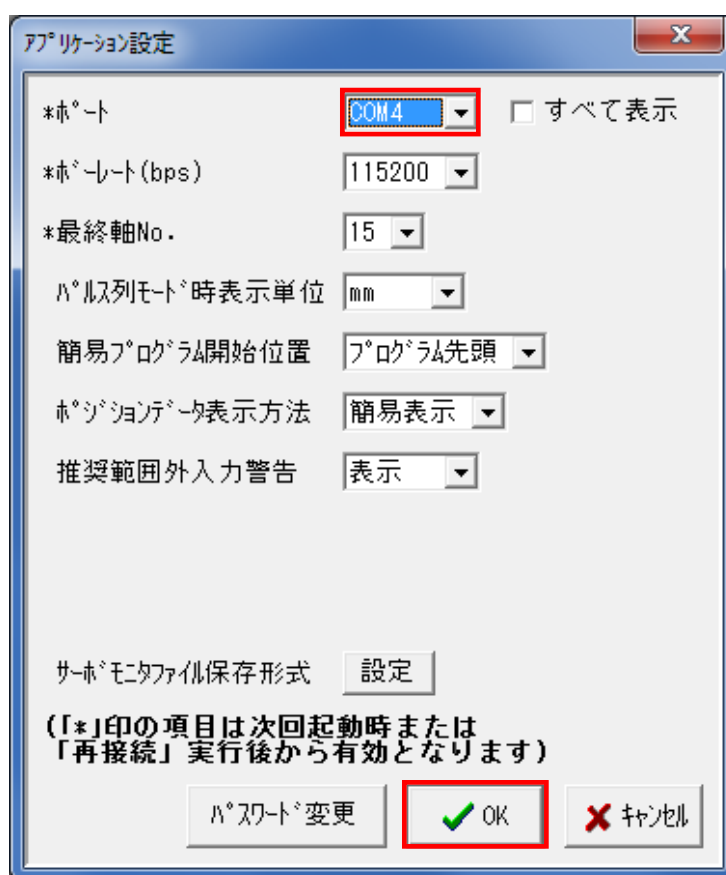 ｱﾌﾟﾘｹｰｼｮﾝ設定
*ﾎﾟｰﾄ COM4 すべて表示
*ﾎﾞｰﾚｰﾄ(bps) 115200
*最終軸No. 15
ﾊﾟﾙｽ列ﾓｰﾄﾞ時表示単位 mm
簡易ﾌﾟﾛｸﾞﾗﾑ開始位置 ﾌﾟﾛｸﾞﾗﾑ先頭
ﾎﾟｼﾞｼｮﾝﾃﾞｰﾀ表示方法 簡易表示
推奨範囲外入力警告 表示
ｻｰﾎﾞﾓﾆﾀﾌｧｲﾙ保存形式 設定
(｢*｣印の項目は次回起動時または
｢再接続｣実行後から有効となります)
ﾊﾟｽﾜｰﾄﾞ変更 OK ｷｬﾝｾﾙ